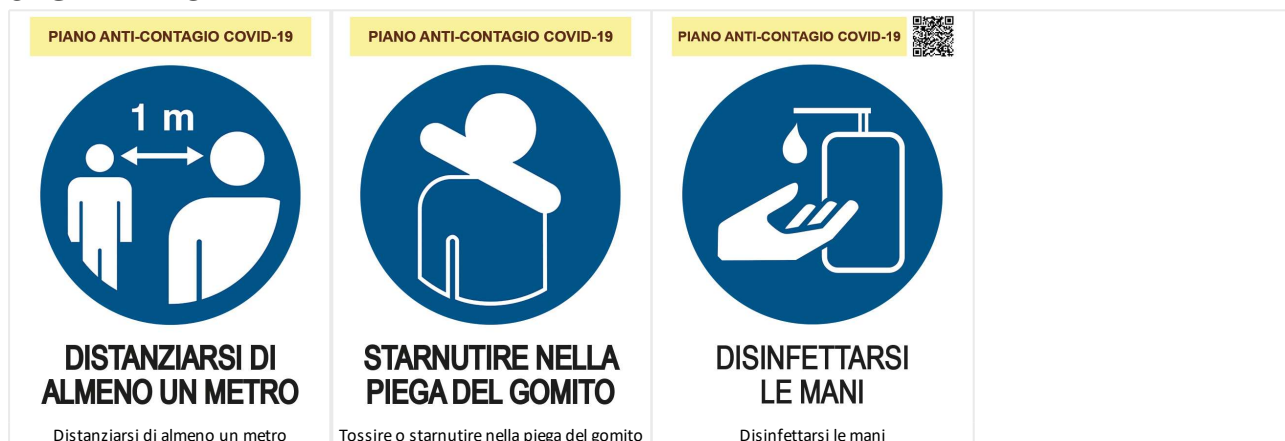 PIANO ANTI-CONTAGIO COVID-19
1 m
DISTANZIARSI DI
ALMENO UN METRO
Distanziarsi di almeno un metro
PIANO ANTI-CONTAGIO COVID-19
STARNUTIRE NELLA
PIEGA DEL GOMITO
Tossire o starnutire nella piega del gomito
PIANO ANTI-CONTAGIO COVID-19
DISINFETTARSI
LE MANI
Disinfettarsi le mani